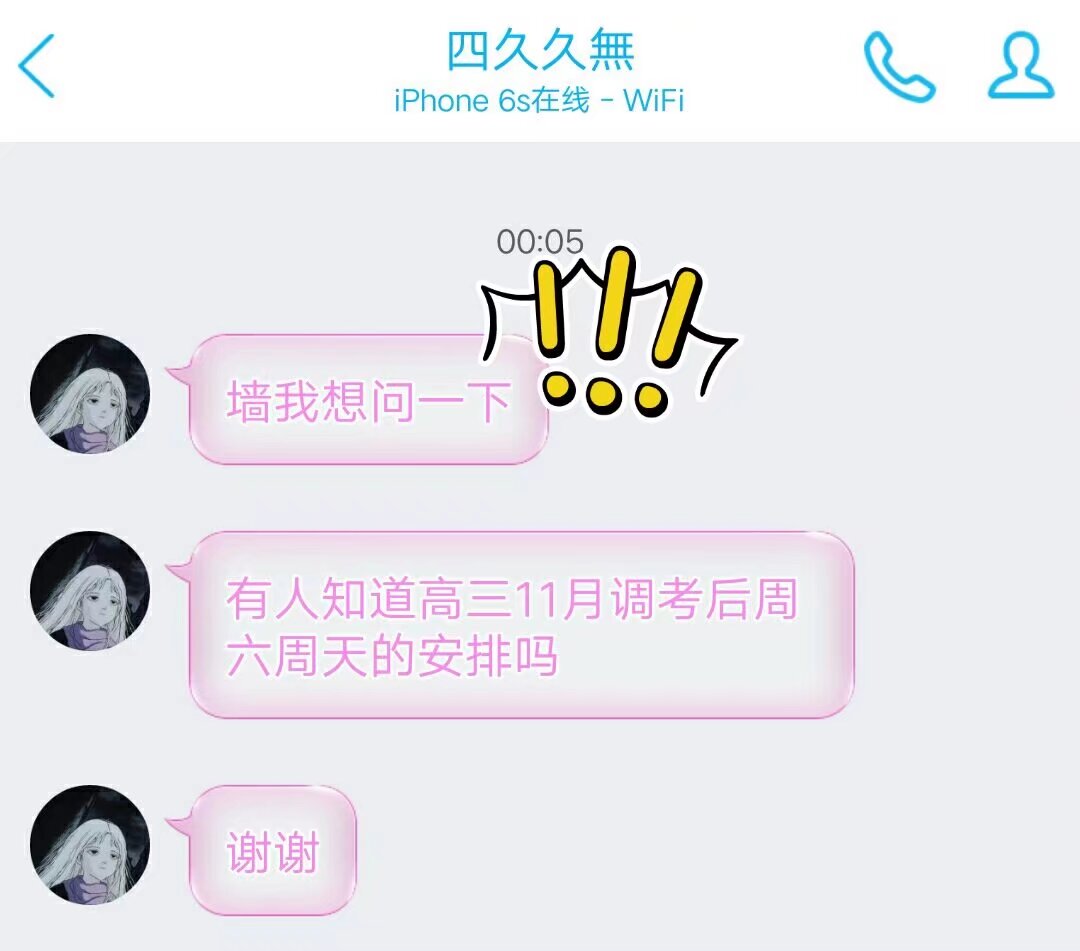 四久久無
iPhone 6s在线 - WiFi
00:05
!!!
墙我想问一下
有人知道高三11月调考后周
六周天的安排吗
谢谢